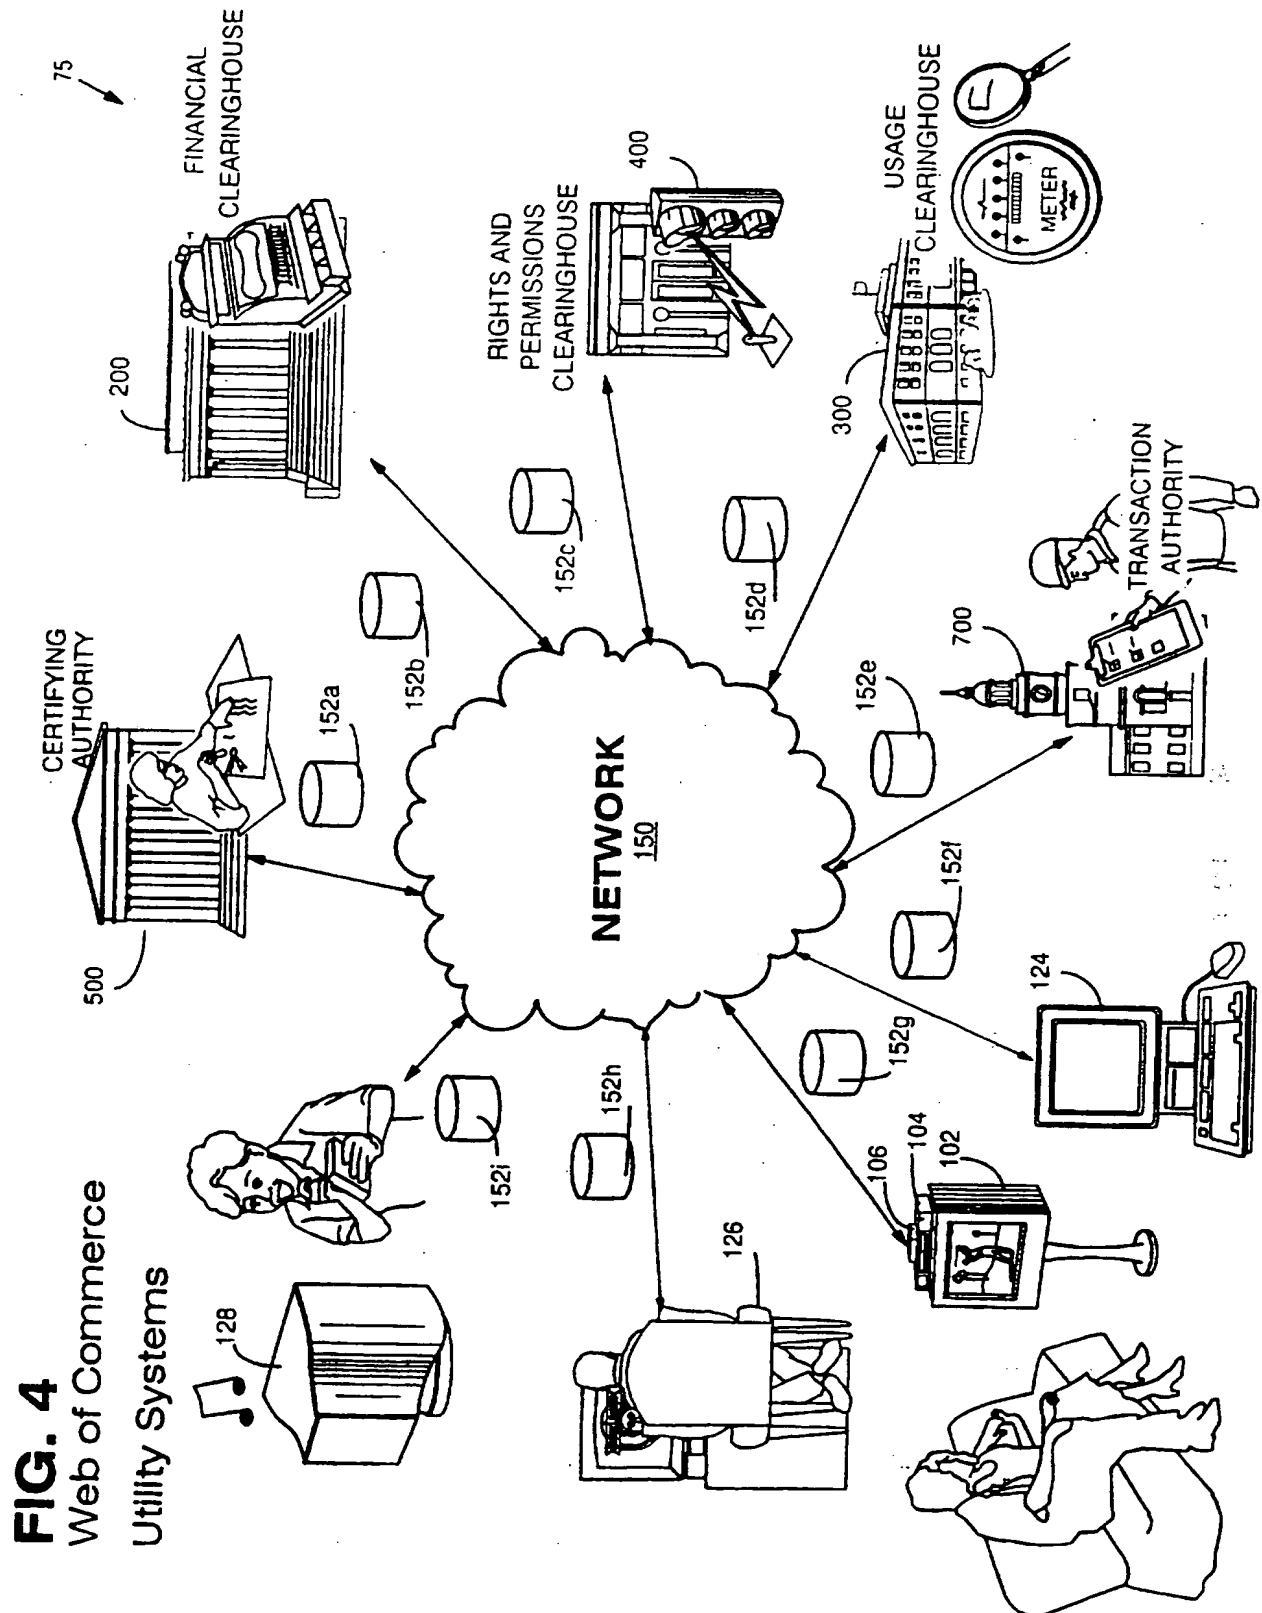 FIG. 4
Web of Commerce
Utility Systems
75
128
500
CERTIFYING
AUTHORITY
200
FINANCIAL
CLEARINGHOUSE
152a
152b
152c
RIGHTS AND
PERMISSIONS
CLEARINGHOUSE
400
152i
152h
NETWORK
150
152d
126
152g
152e
152f
300
USAGE
CLEARINGHOUSE
METER
106
104
102
124
700
TRANSACTION
AUTHORITY